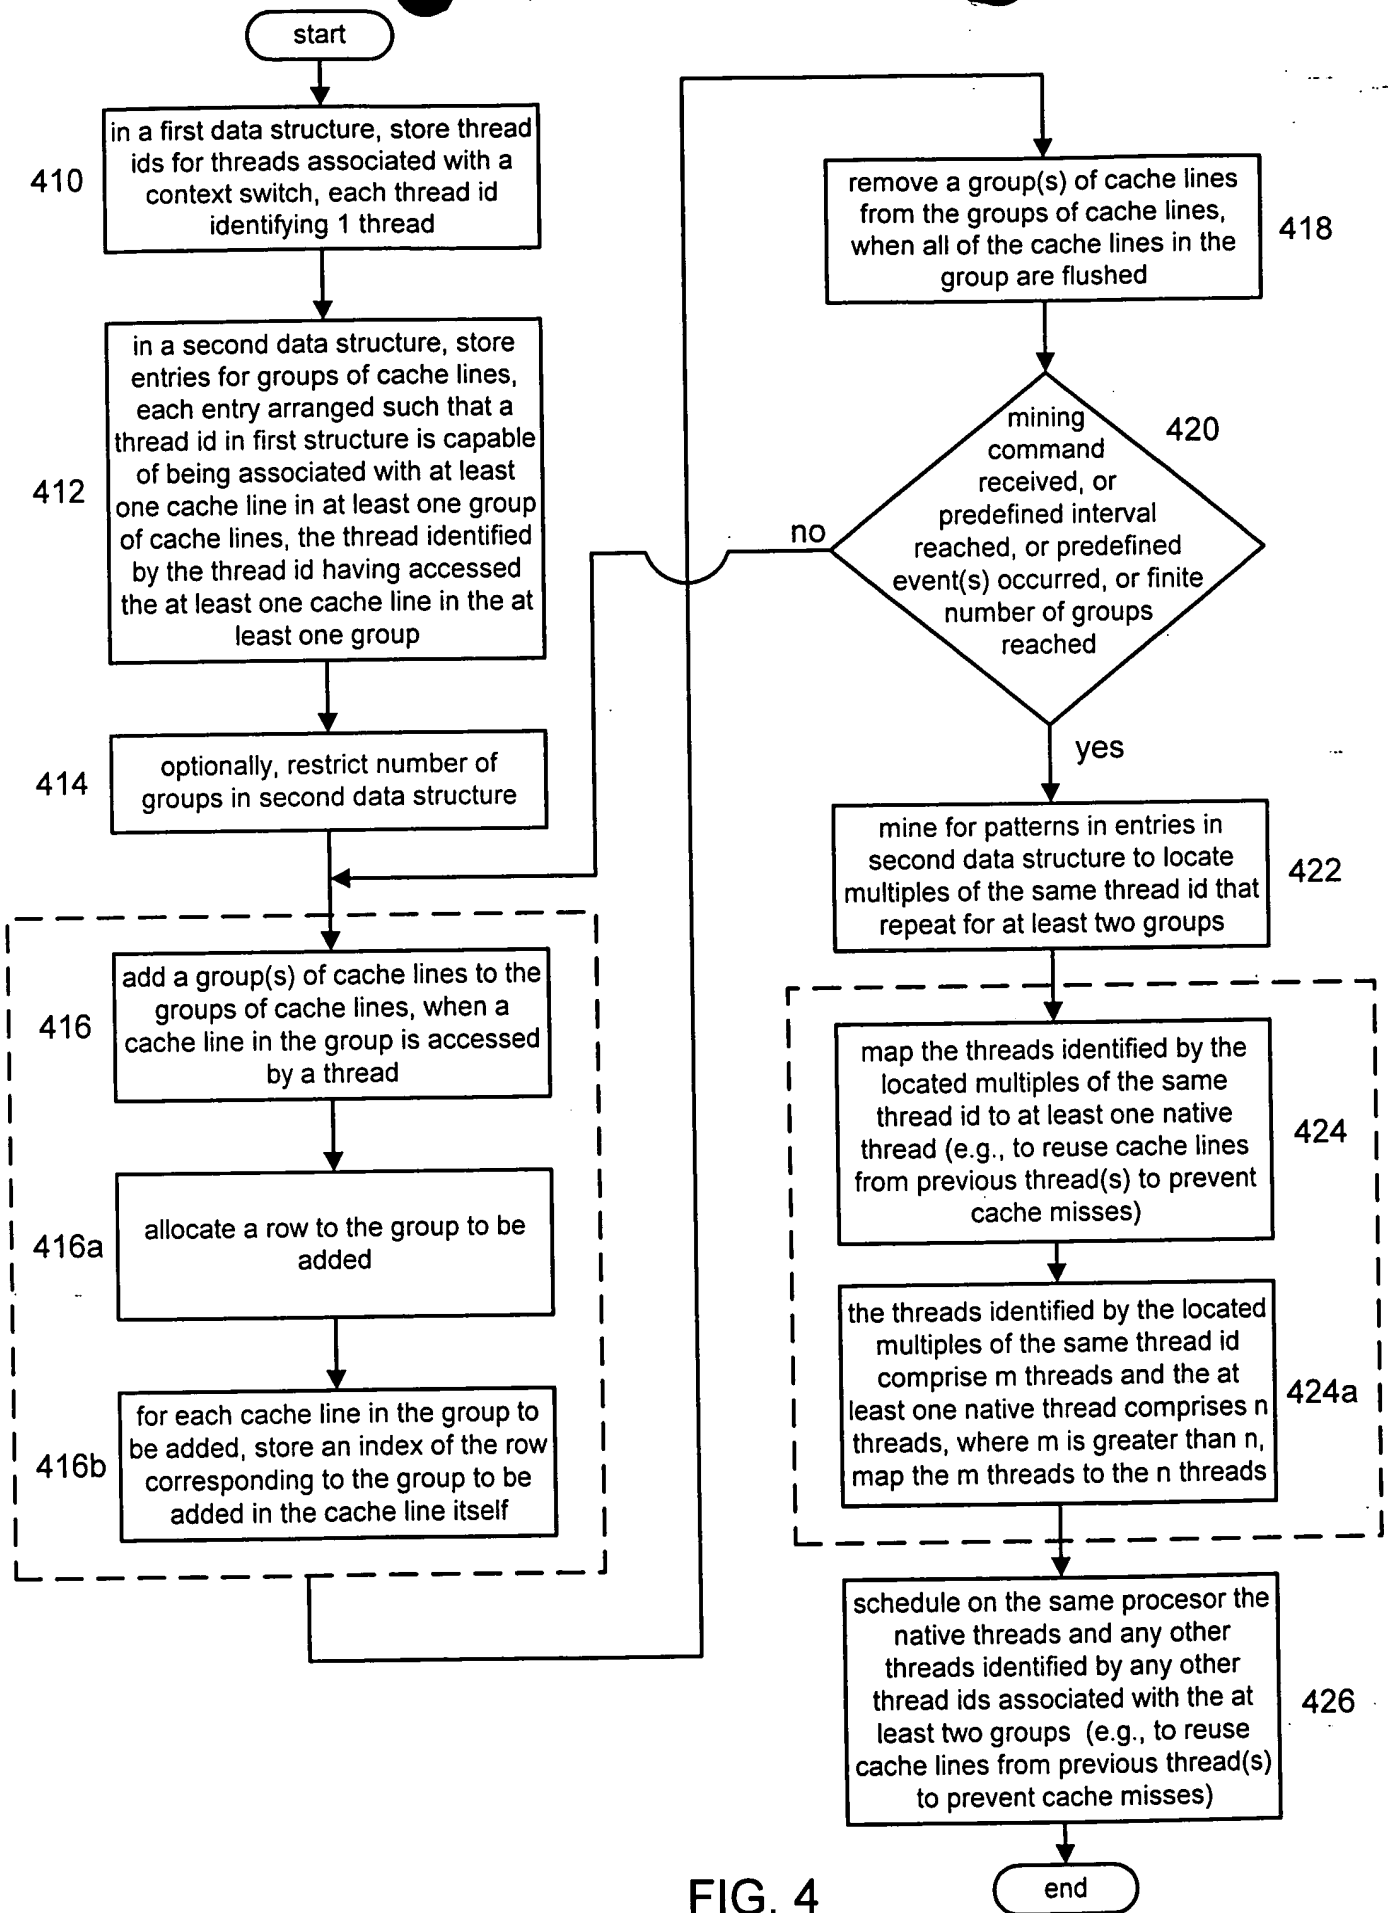 start
410
in a first data structure, store thread
ids for threads associated with a
context switch, each thread id
identifying 1 thread
412
in a second data structure, store
entries for groups of cache lines,
each entry arranged such that a
thread id in first structure is capable
of being associated with at least
one cache line in at least one group
of cache lines, the thread identified
by the thread id having accessed
the at least one cache line in the at
least one group
414
optionally, restrict number of
groups in second data structure
416
add a group(s) of cache lines to the
groups of cache lines, when a
cache line in the group is accessed
by a thread
416a
allocate a row to the group to be
added
416b
for each cache line in the group to
be added, store an index of the row
corresponding to the group to be
added in the cache line itself
remove a group(s) of cache lines
from the groups of cache lines,
when all of the cache lines in the
group are flushed
418
mining
command
received, or
predefined interval
reached, or predefined
event(s) occurred, or finite
number of groups
reached
420
no
yes
mine for patterns in entries in
second data structure to locate
multiples of the same thread id that
repeat for at least two groups
422
map the threads identified by the
located multiples of the same
thread id to at least one native
thread (e.g., to reuse cache lines
from previous thread(s) to prevent
cache misses)
424
the threads identified by the located
multiples of the same thread id
comprise m threads and the at
least one native thread comprises n
threads, where m is greater than n,
map the m threads to the n threads
424a
schedule on the same procesor the
native threads and any other
threads identified by any other
thread ids associated with the at
least two groups (e.g., to reuse
cache lines from previous thread(s)
to prevent cache misses)
426
end
FIG. 4